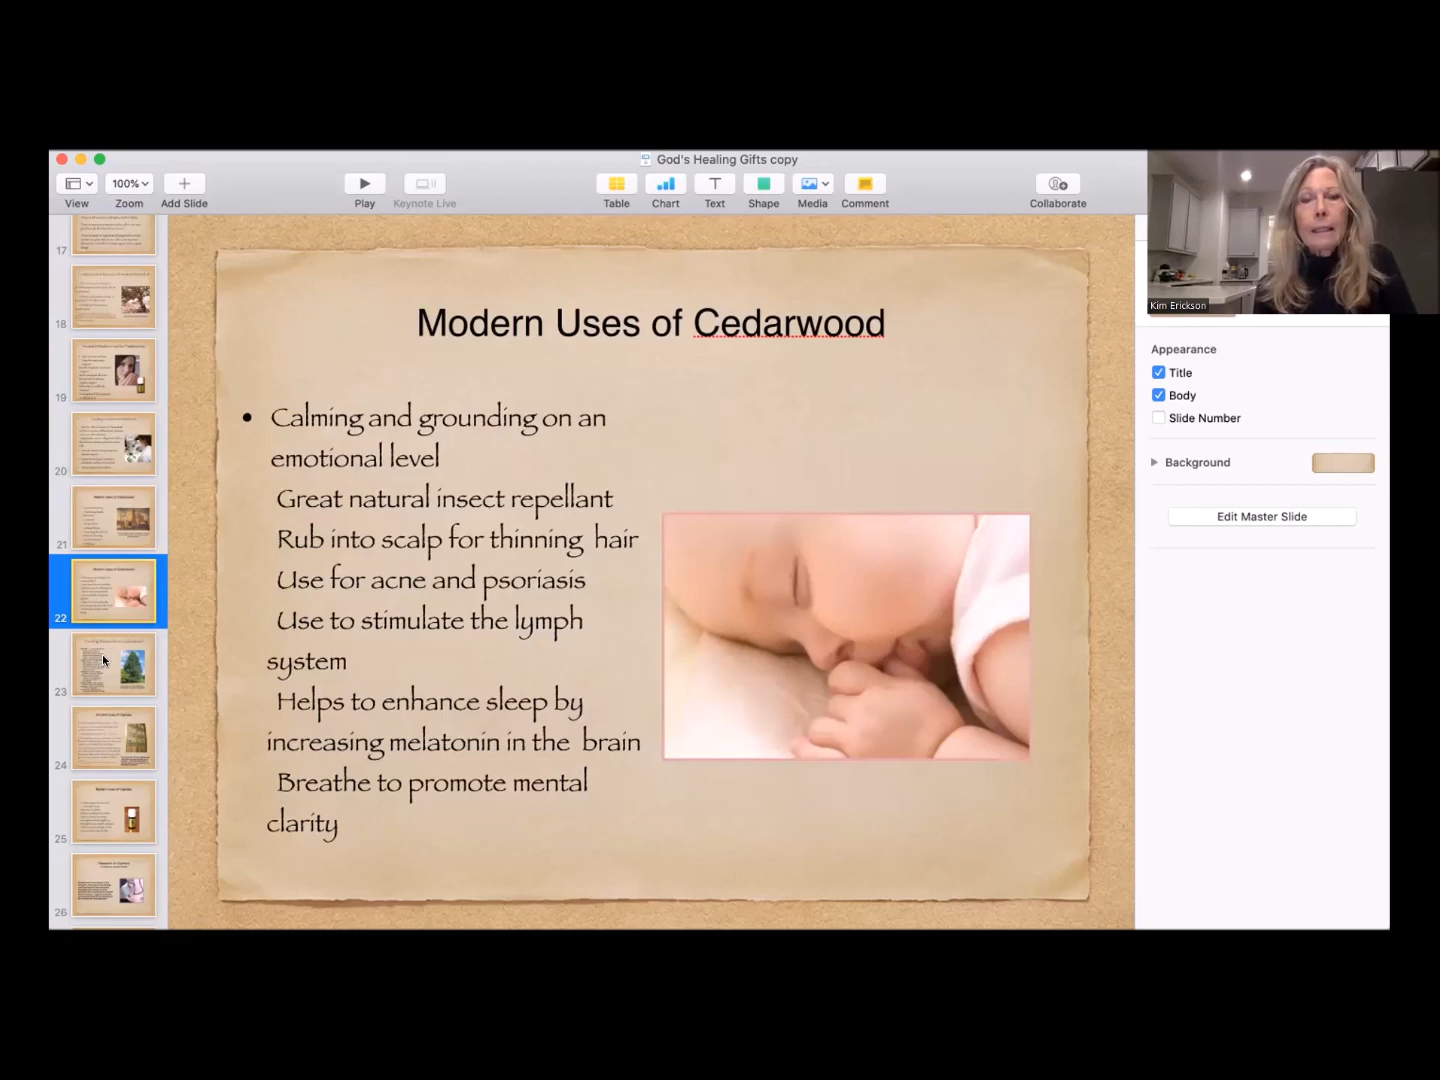 God's Healing Gifts copy
100%
View
Zoom
Add Slide
Play
Keynote Live
Table
Chart
Text
Shape
Media
Comment
Collaborate
Kim Erickson
17
18
19
20
21
22
23
24
25
26
Modern Uses of Cedarwood
• Calming and grounding on an
emotional level
Great natural insect repellant
Rub into scalp for thinning hair
Use for acne and psoriasis
Use to stimulate the lymph
system
Helps to enhance sleep by
increasing melatonin in the brain
Breathe to promote mental
clarity
Appearance
Title
Body
Slide Number
Background
Edit Master Slide